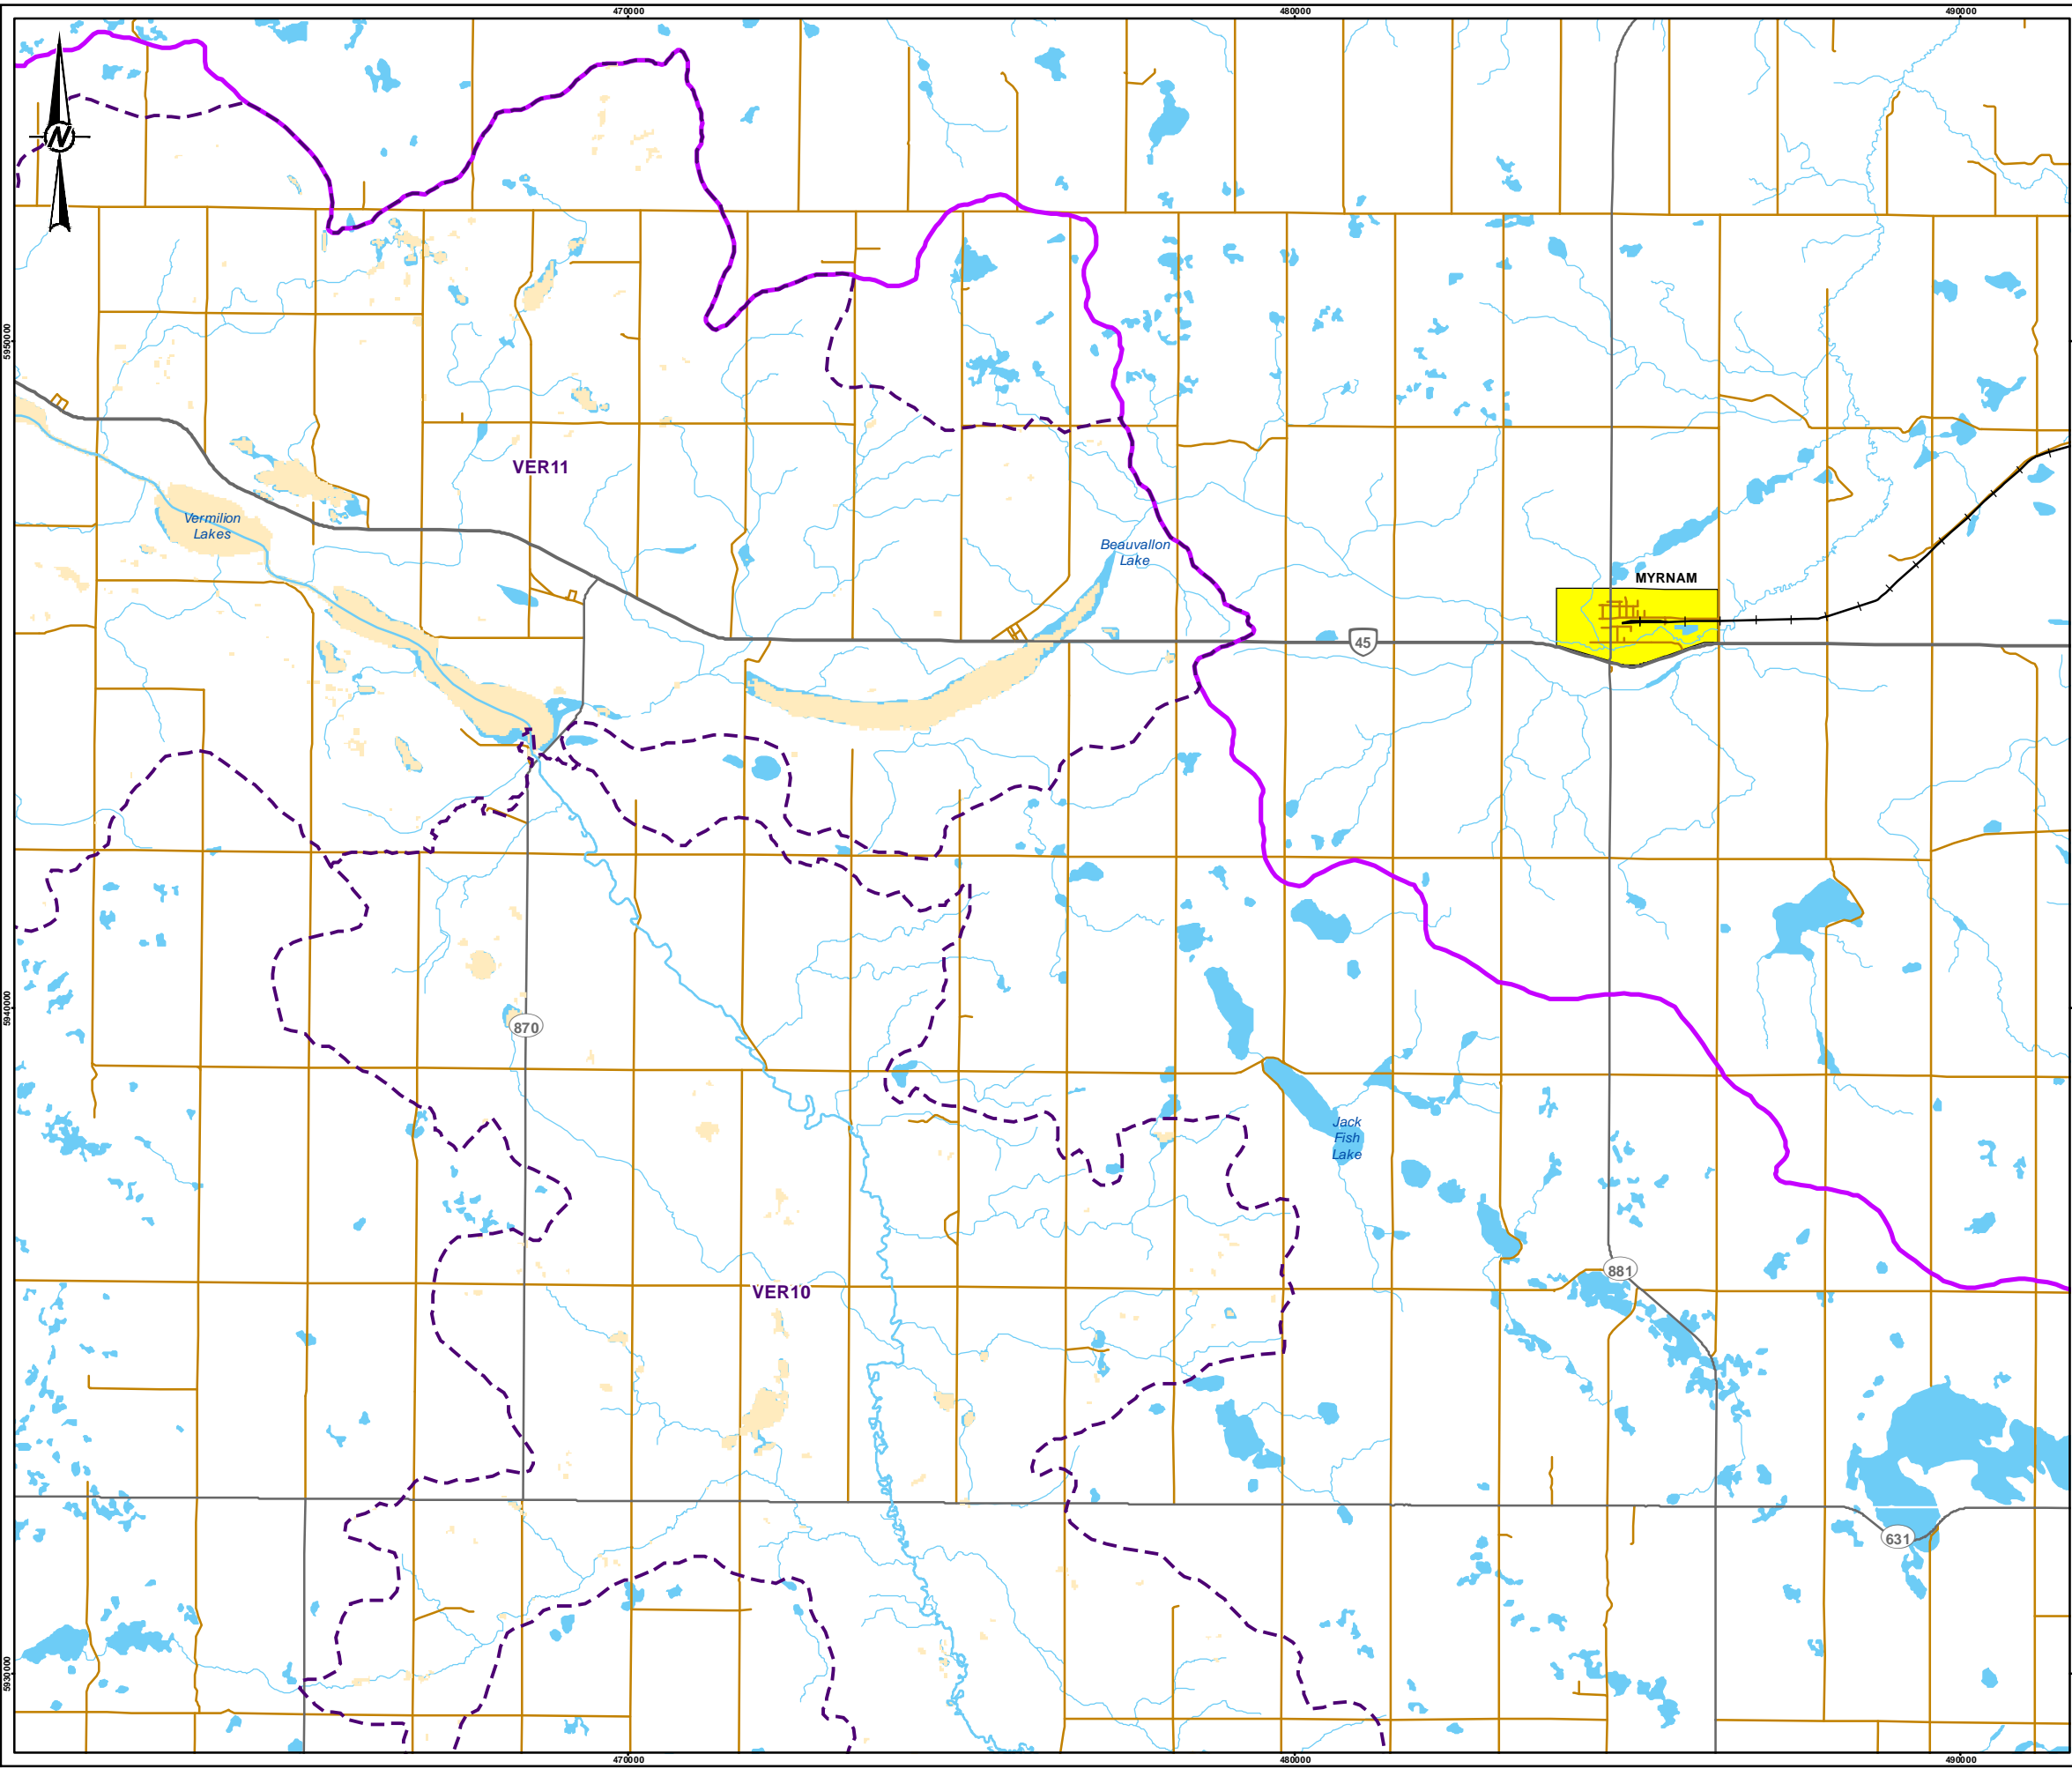 470000
480000
490000
N
5950000
VER11
Vermilion
Lakes
Beauvallon
Lake
MYRNAM
45
5940000
870
Jack
Fish
Lake
881
VER10
631
5930000
470000
480000
490000